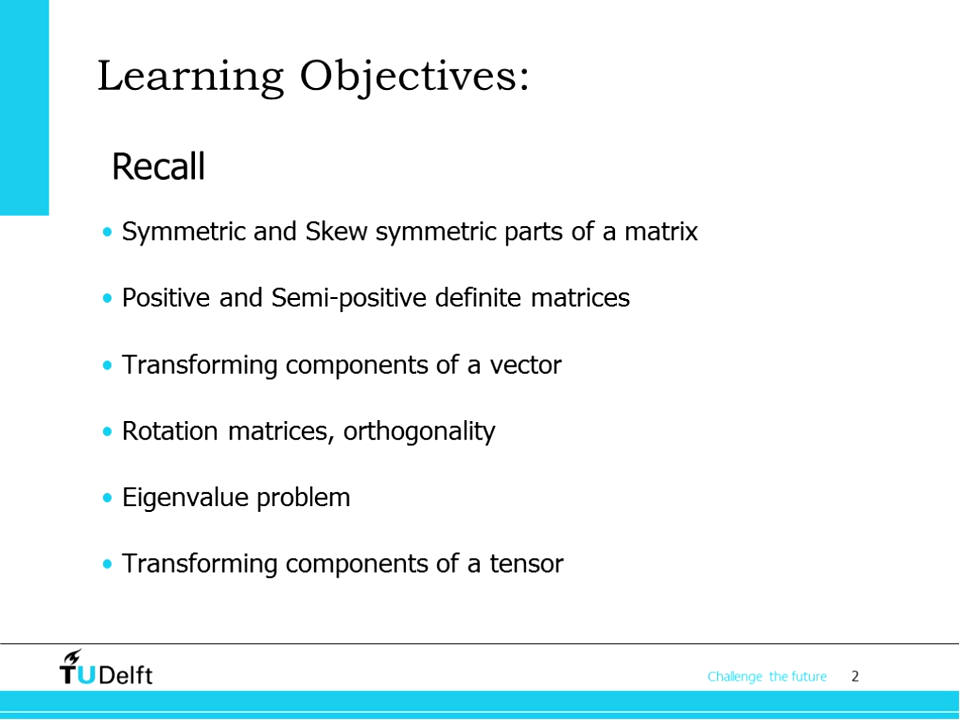 Learning Objectives:
Recall
• Symmetric and Skew symmetric parts of a matrix
• Positive and Semi-positive definite matrices
• Transforming components of a vector
• Rotation matrices, orthogonality
• Eigenvalue problem
• Transforming components of a tensor
TUDelft
Challenge the future 2